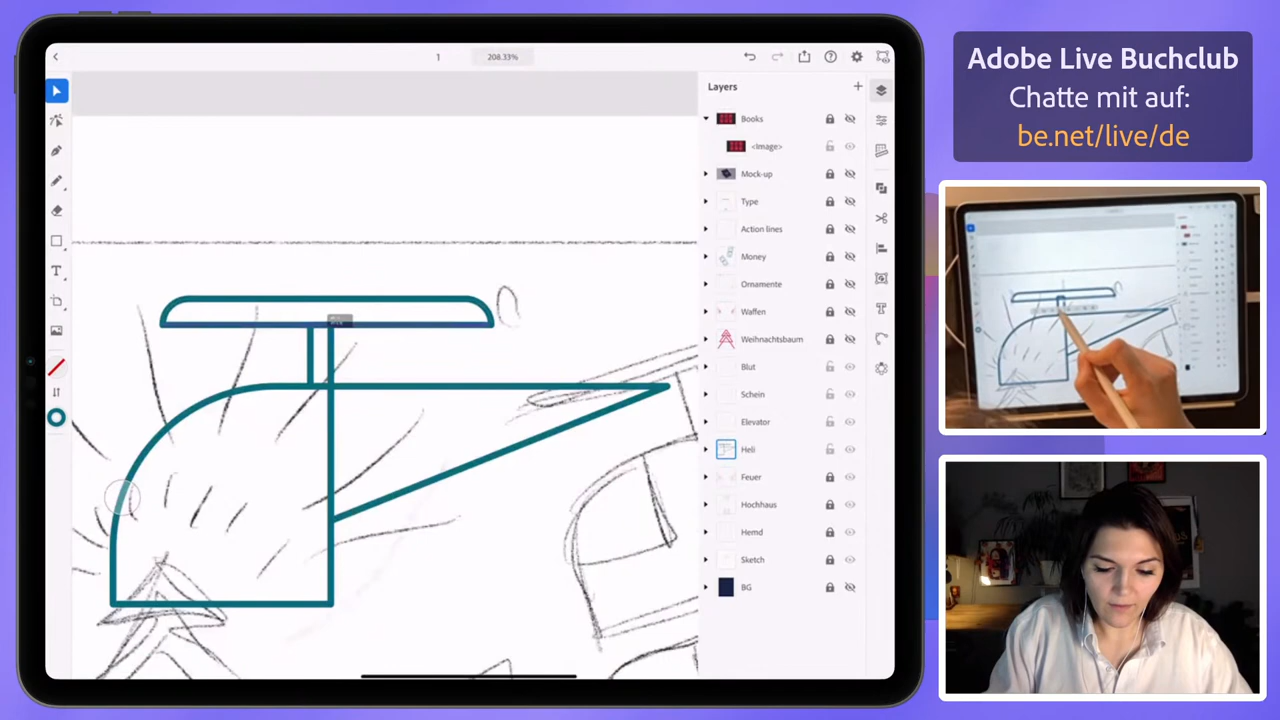 1
208.33%
Layers
Books
<Image>
Mock-up
Type
Action lines
Money
Ornamente
Waffen
Weihnachtsbaum
Blut
Schein
Elevator
Heli
Feuer
Hochhaus
Hemd
Sketch
BG
Adobe Live Buchclub
Chatte mit auf:
be.net/live/de